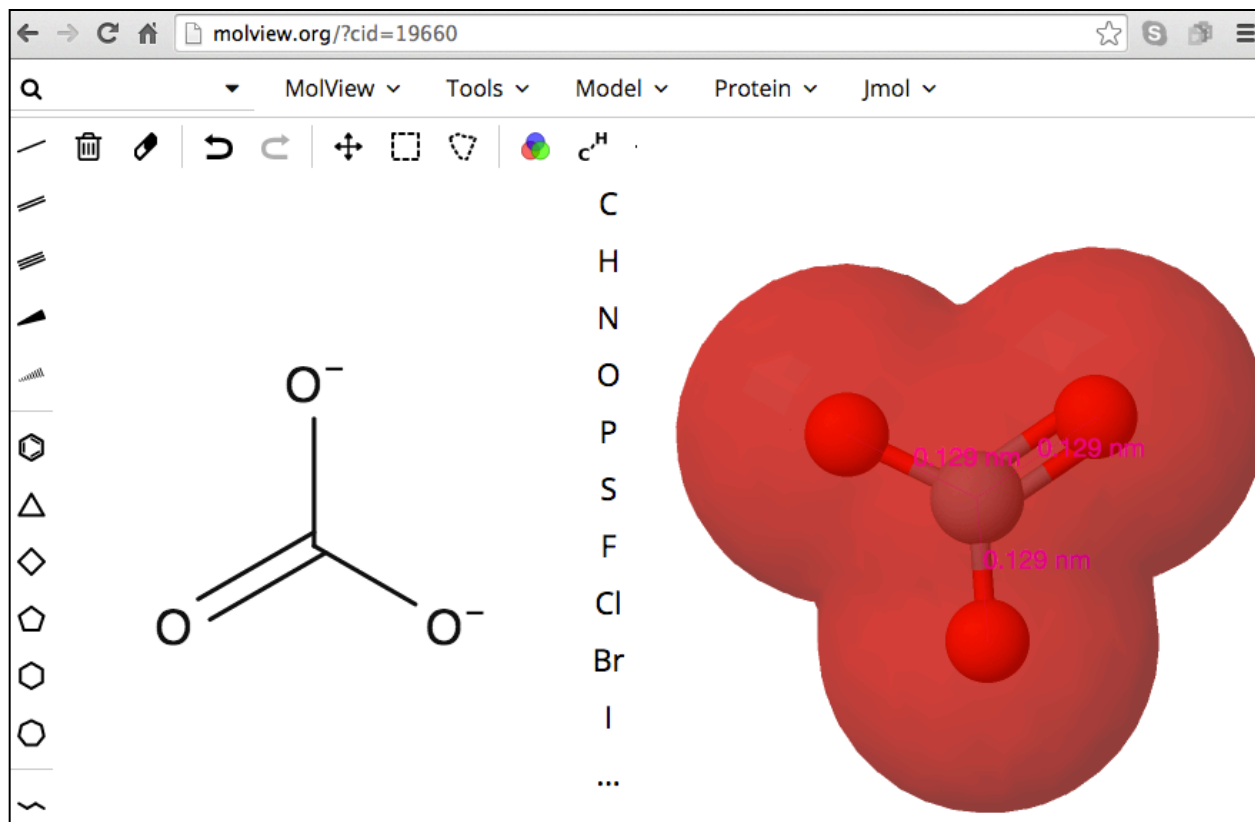 molview.org/?cid=19660
MolView Tools Model Protein Jmol
C H
C
H
N
O
P
S
F
Cl
Br
I
...
O−
O
O−
0.129 nm
0.129 nm
0.129 nm